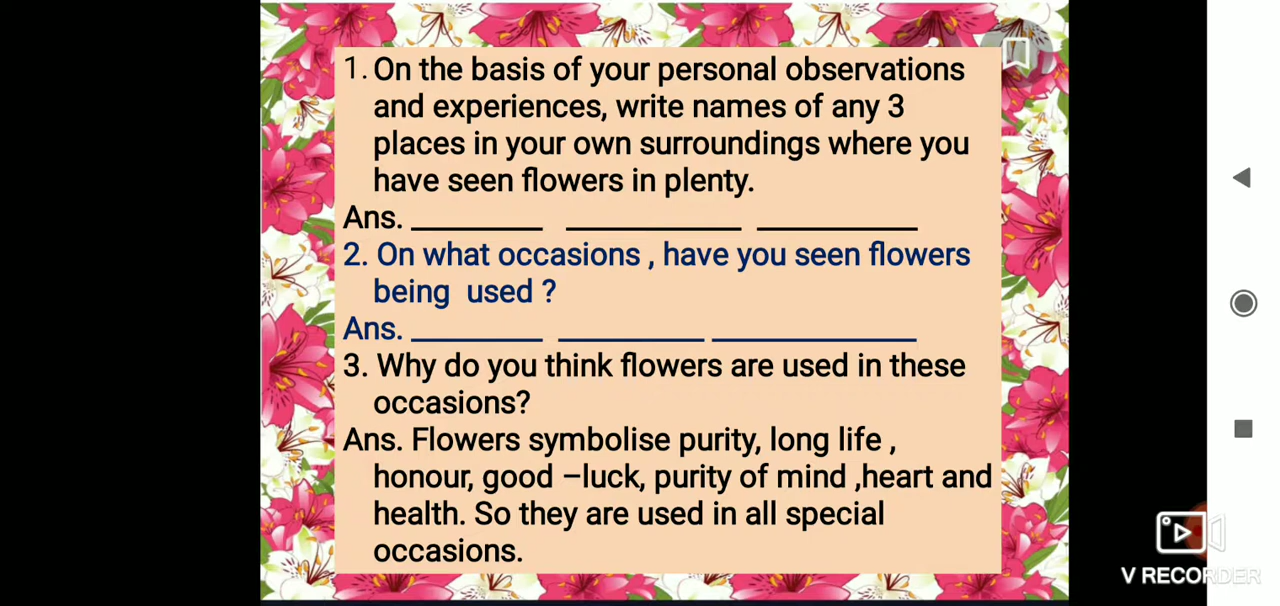 1. On the basis of your personal observations
and experiences, write names of any 3
places in your own surroundings where you
have seen flowers in plenty.
Ans. ________ ___________ __________
2. On what occasions , have you seen flowers
being used ?
Ans. ________ _________ _____________
3. Why do you think flowers are used in these
occasions?
Ans. Flowers symbolise purity, long life ,
honour, good –luck, purity of mind ,heart and
health. So they are used in all special
occasions.
V RECORDER